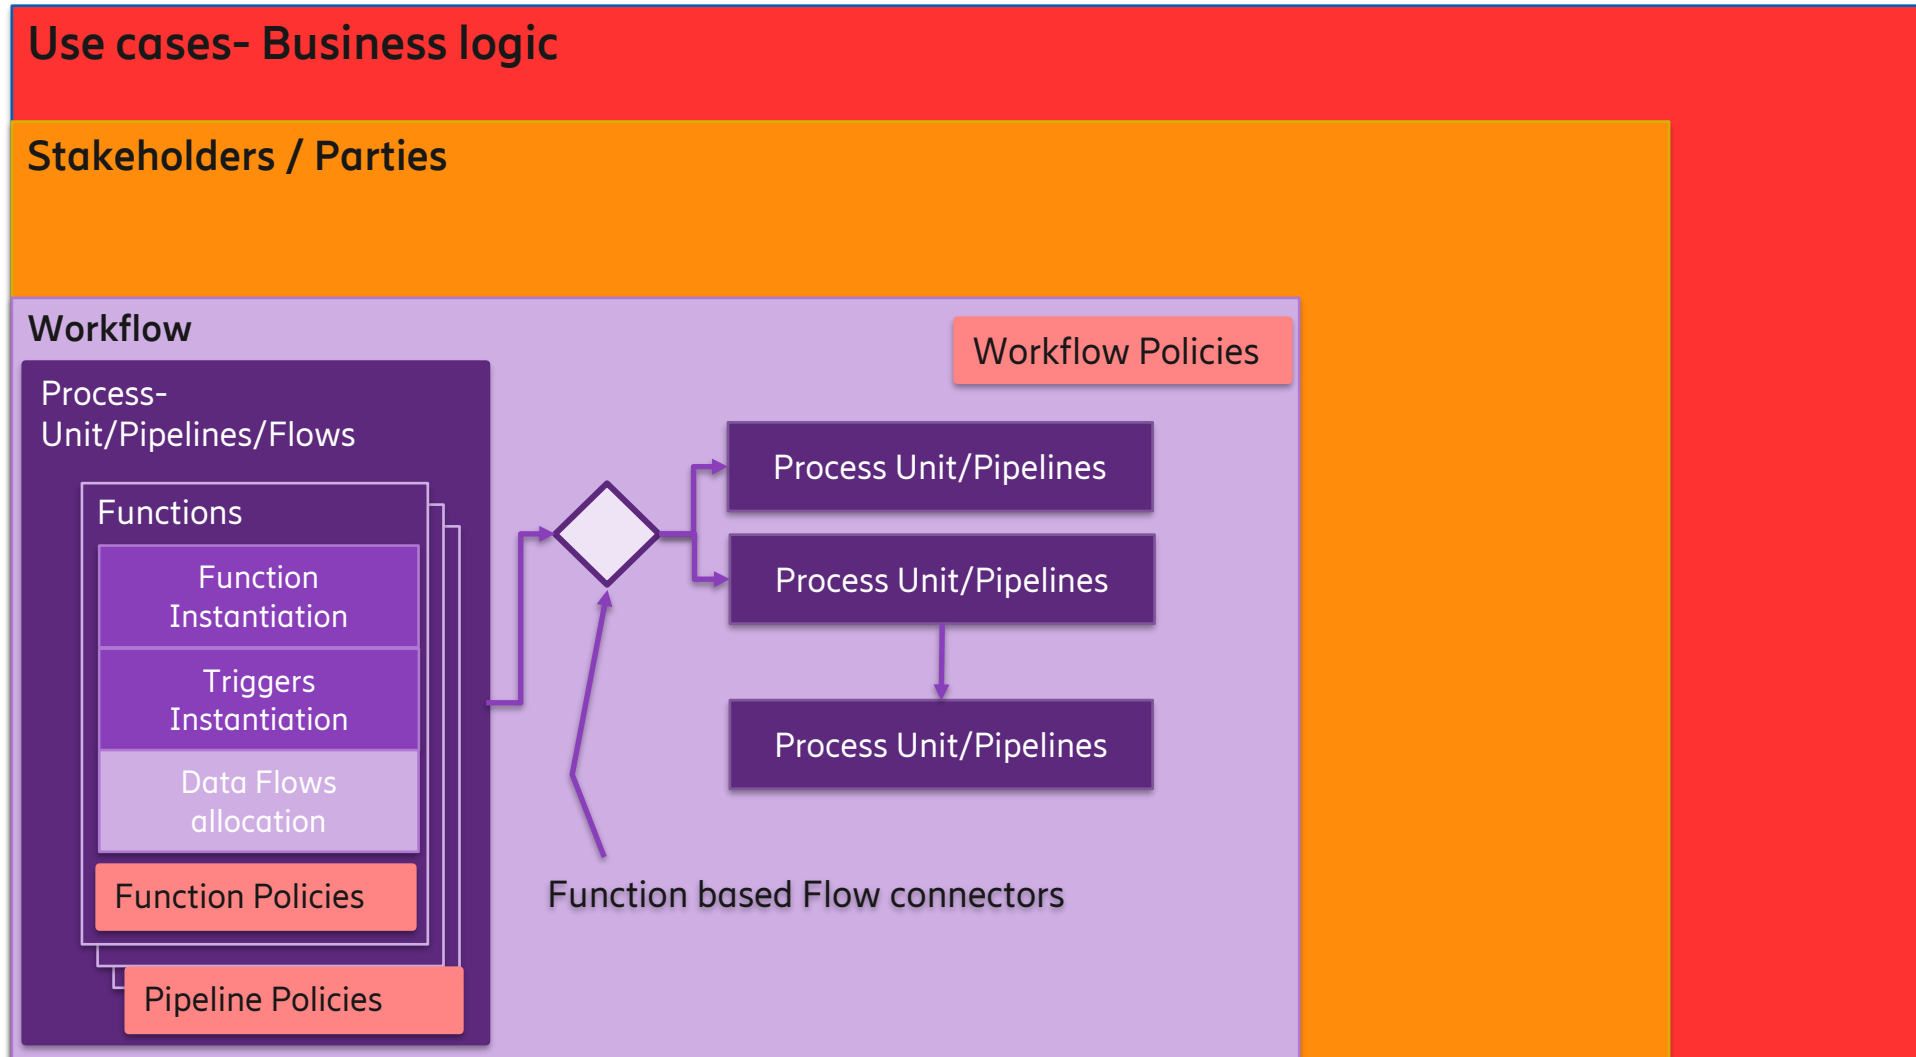 Use cases- Business logic
Stakeholders / Parties
Workflow
Workflow Policies
Process-
Unit/Pipelines/Flows
Functions
Function
Instantiation
Triggers
Instantiation
Data Flows
allocation
Function Policies
Pipeline Policies
Process Unit/Pipelines
Process Unit/Pipelines
Process Unit/Pipelines
Function based Flow connectors